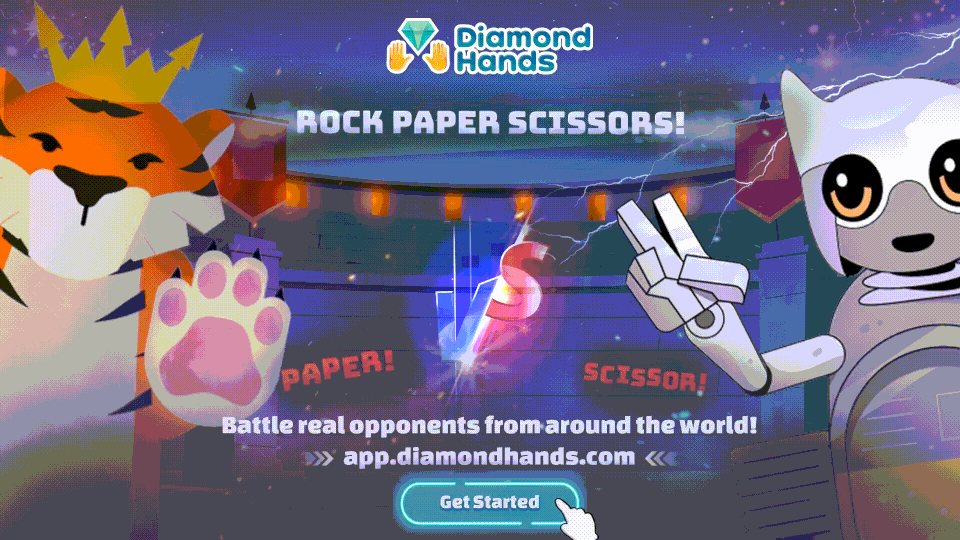 Diamond
Hands
ROCK PAPER SCISSORS!
VS
PAPER!
SCISSOR!
Battle real opponents from around the world!
app.diamondhands.com
Get Started